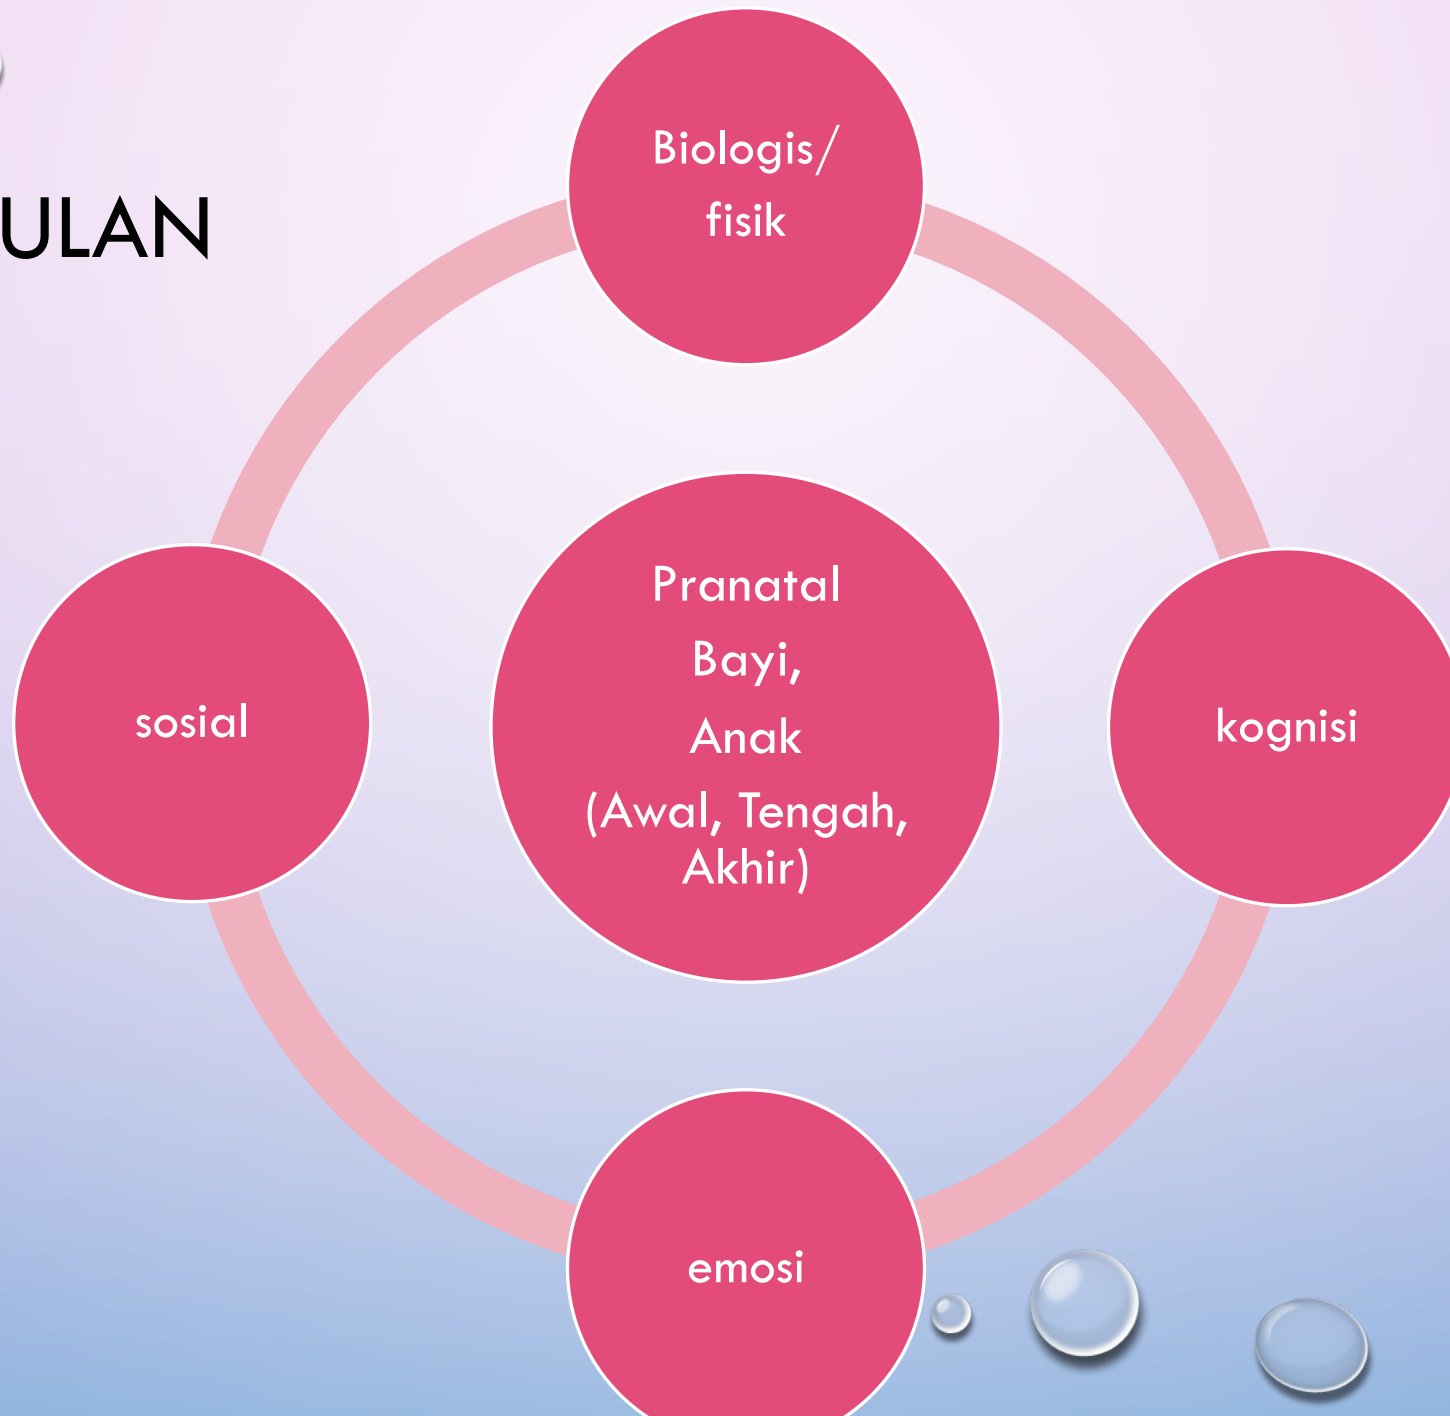 ULAN
Biologis/
fisik
sosial
Pranatal
Bayi,
Anak
(Awal, Tengah,
Akhir)
kognisi
emosi